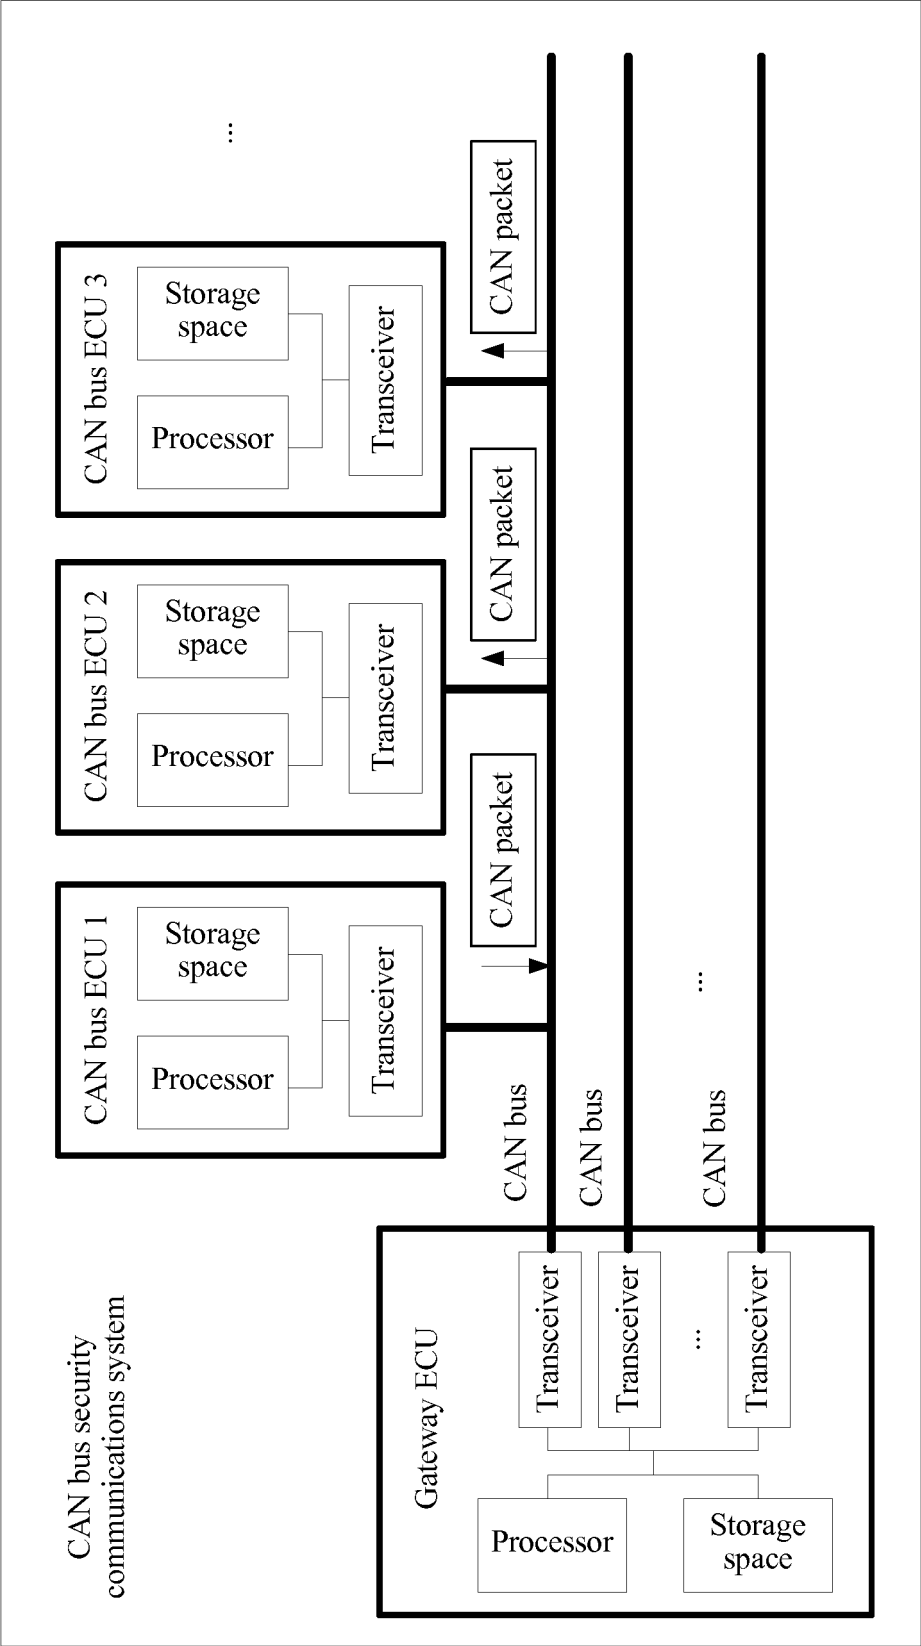 CAN bus security
communications system
CAN bus ECU 1
Processor
Storage
space
Transceiver
CAN bus ECU 2
Processor
Storage
space
Transceiver
CAN bus ECU 3
Processor
Storage
space
Transceiver
...
CAN packet
CAN packet
CAN packet
Gateway ECU
Processor
Storage
space
Transceiver
Transceiver
...
Transceiver
CAN bus
CAN bus
...
CAN bus